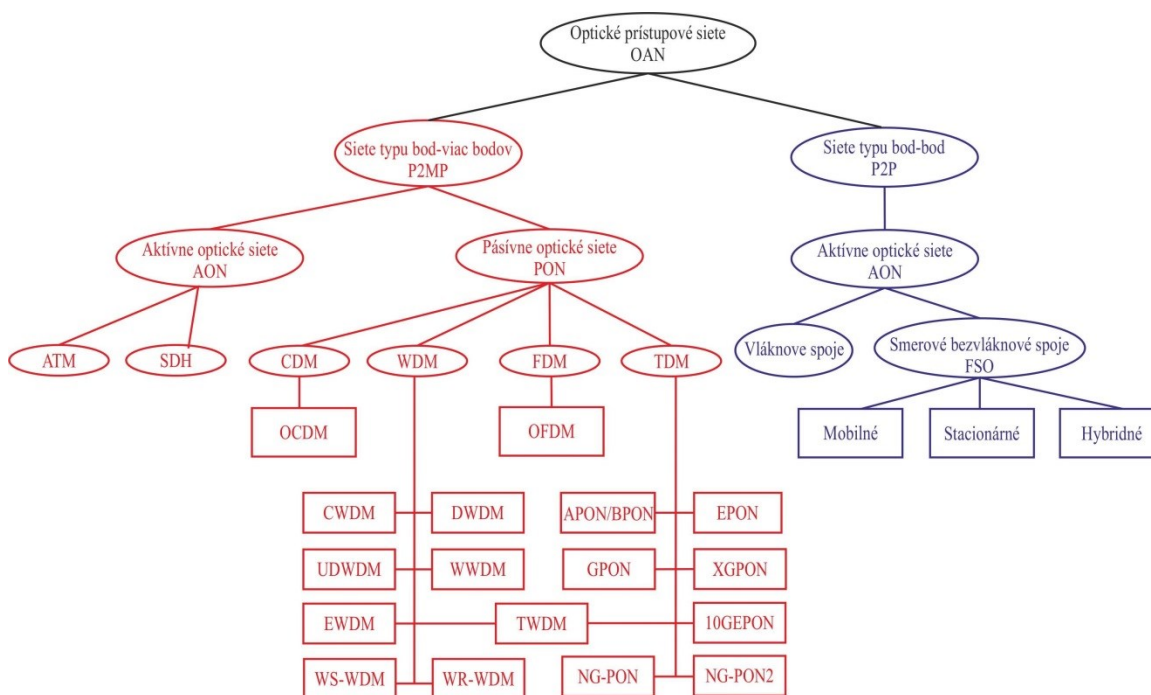 Optické prístupové siete
OAN
Siete typu bod-viac bodov
P2MP
Siete typu bod-bod
P2P
Aktívne optické siete
AON
Pásívne optické siete
PON
Aktívne optické siete
AON
ATM
SDH
CDM
WDM
FDM
TDM
Vláknove spoje
Smerové bezvláknové spoje
FSO
OCDM
OFDM
Mobilné
Stacionárné
Hybridné
CWDM
DWDM
APON/BPON
EPON
UDWDM
WWDM
GPON
XGPON
EWDM
TWDM
10GEPON
WS-WDM
WR-WDM
NG-PON
NG-PON2